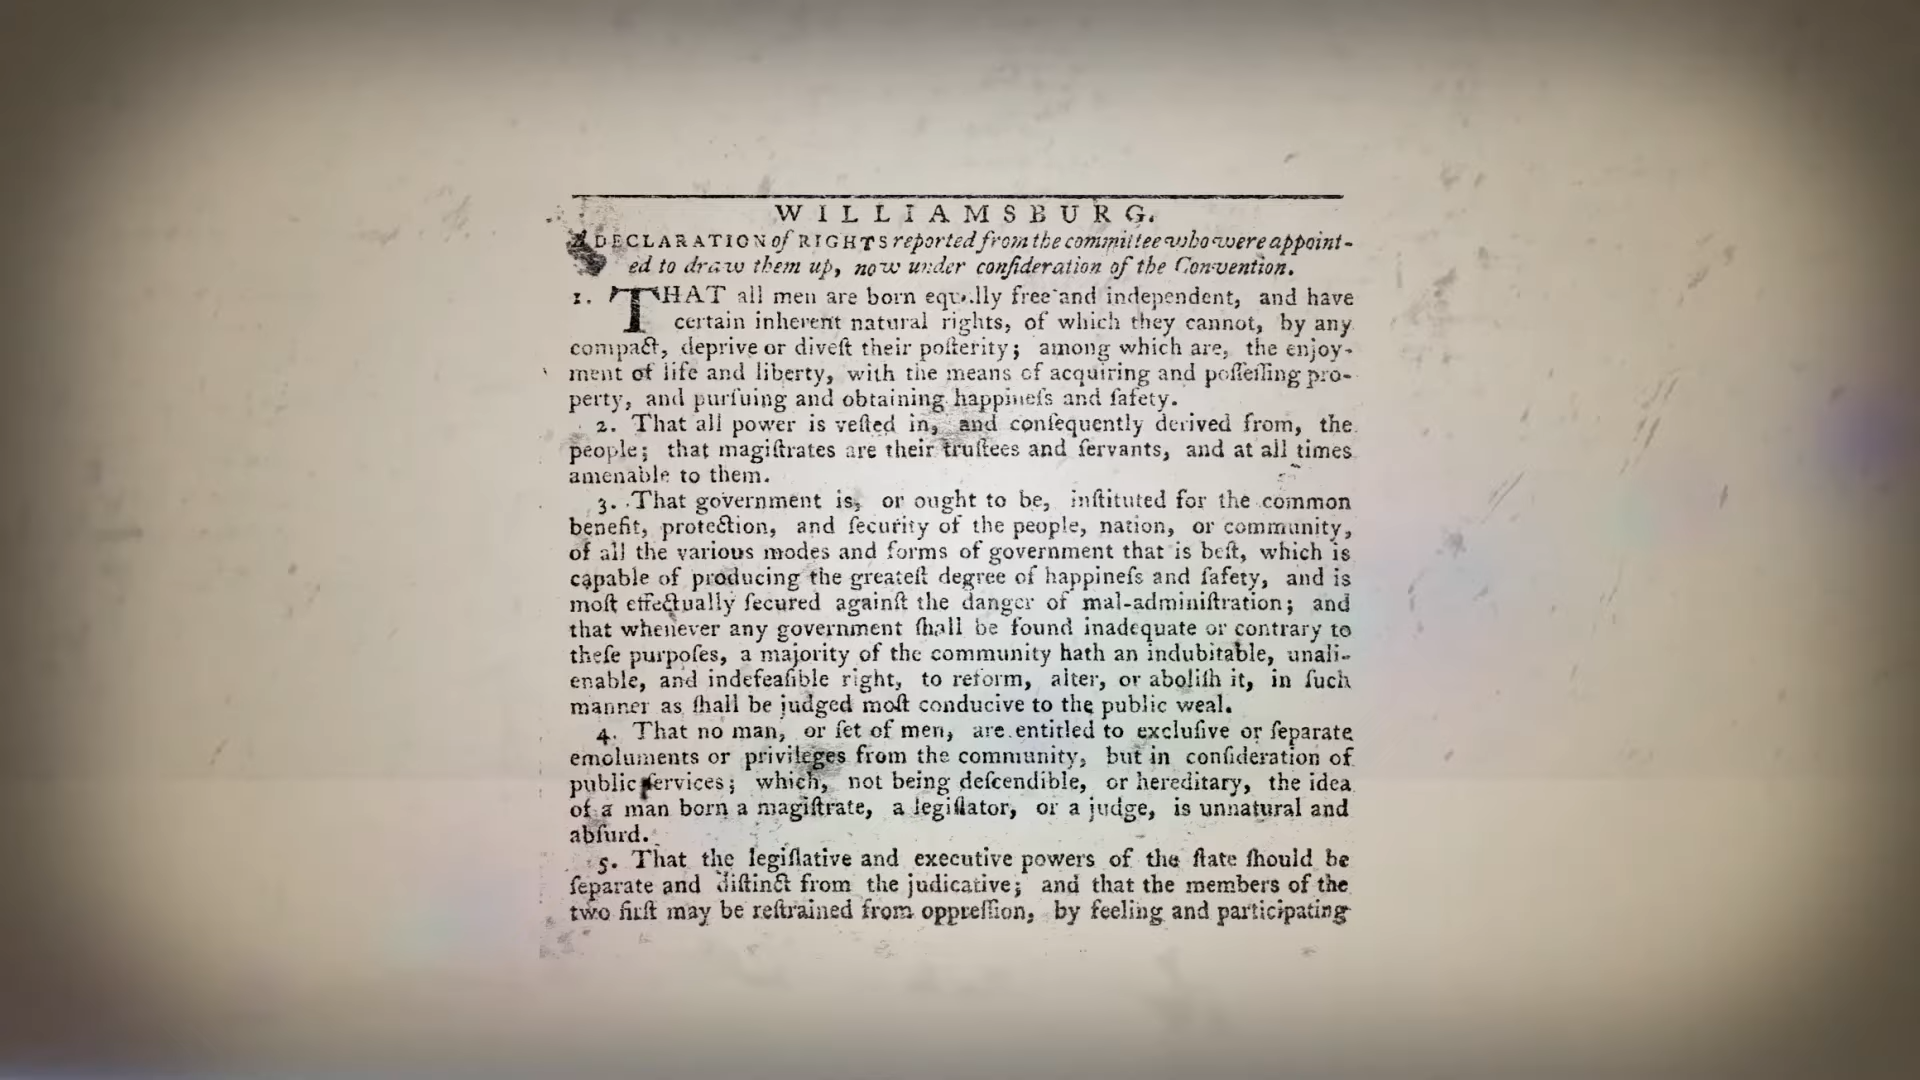 WILLIAMSBURG.
A DECLARATION of RIGHTS reported from the committee who were appoint-
ed to draw them up, now under conſideration of the Convention.
1. THAT all men are born equally free and independent, and have
certain inherent natural rights, of which they cannot, by any
compact, deprive or diveſt their poſterity; among which are, the enjoy-
ment of life and liberty, with the means of acquiring and poſſeſſing pro-
perty, and purſuing and obtaining happineſs and ſafety.
2. That all power is veſted in, and conſequently derived from, the
people; that magiſtrates are their truſtees and ſervants, and at all times
amenable to them.
3. That government is, or ought to be, inſtituted for the common
benefit, protection, and ſecurity of the people, nation, or community,
of all the various modes and forms of government that is beſt, which is
capable of producing the greateſt degree of happineſs and ſafety, and is
moſt effectually ſecured againſt the danger of mal-adminiſtration; and
that whenever any government ſhall be found inadequate or contrary to
theſe purpoſes, a majority of the community hath an indubitable, unali-
enable, and indefeaſible right, to reform, alter, or aboliſh it, in ſuch
manner as ſhall be judged moſt conducive to the public weal.
4. That no man, or ſet of men, are entitled to excluſive or ſeparate
emoluments or privileges from the community, but in conſideration of
public ſervices; which, not being deſcendible, or hereditary, the idea
of a man born a magiſtrate, a legiſlator, or a judge, is unnatural and
abſurd.
5. That the legiſlative and executive powers of the ſtate ſhould be
ſeparate and diſtinct from the judicative; and that the members of the
two firſt may be reſtrained from oppreſſion, by feeling and participating